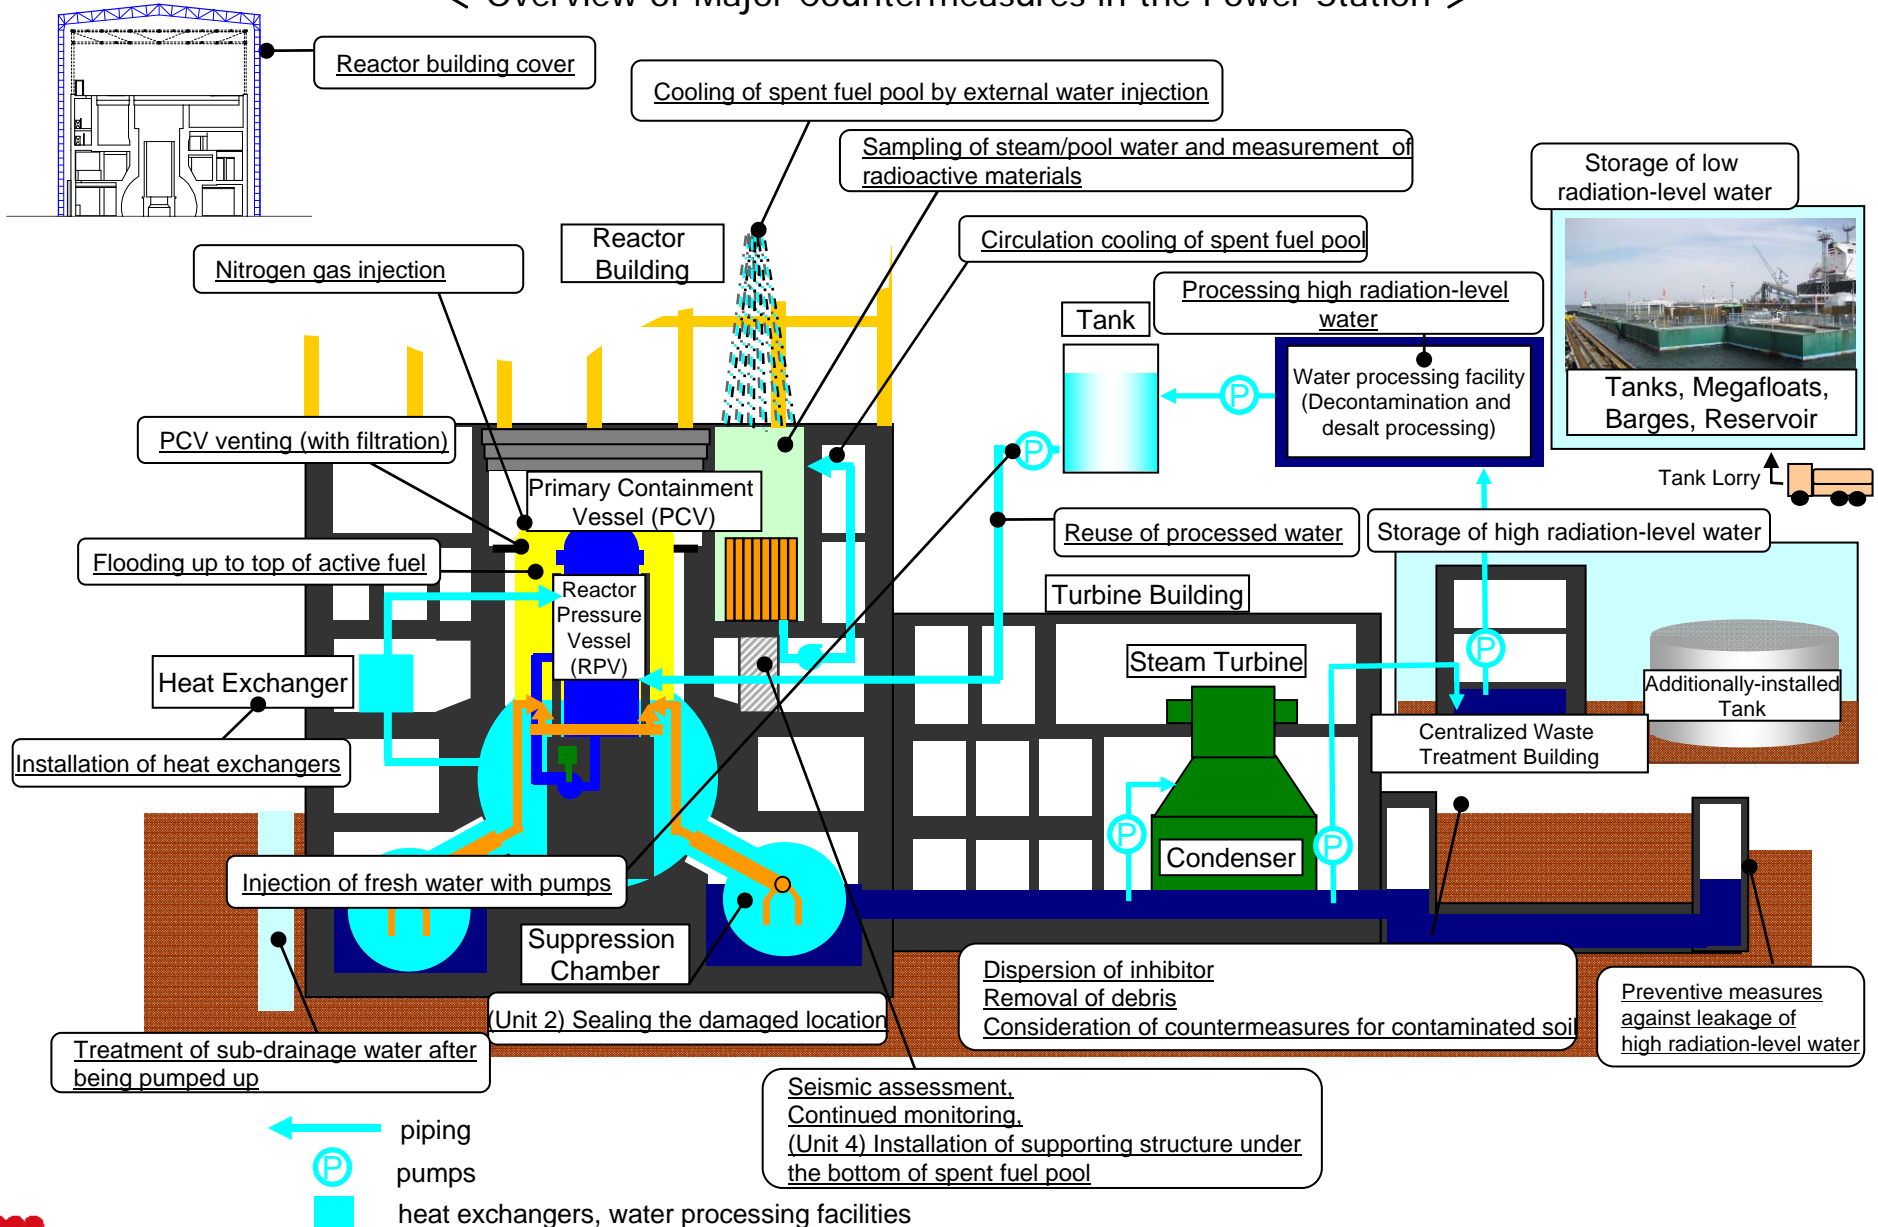 < Overview of Major Countermeasures in the Power Station >
Reactor building cover
Cooling of spent fuel pool by external water injection
Sampling of steam/pool water and measurement of
radioactive materials
Storage of low
radiation-level water
Reactor
Building
Circulation cooling of spent fuel pool
Nitrogen gas injection
Processing high radiation-level
water
Tank
Water processing facility
(Decontamination and
desalt processing)
P
Tanks, Megafloats,
Barges, Reservoir
PCV venting (with filtration)
P
Tank Lorry
Primary Containment
Vessel (PCV)
Reuse of processed water
Storage of high radiation-level water
Flooding up to top of active fuel
Reactor
Pressure
Vessel
(RPV)
Turbine Building
P
Heat Exchanger
Steam Turbine
Additionally-installed
Tank
Centralized Waste
Treatment Building
Installation of heat exchangers
P
P
Condenser
Injection of fresh water with pumps
Suppression
Chamber
Dispersion of inhibitor
Removal of debris
Consideration of countermeasures for contaminated soil
Preventive measures
against leakage of
high radiation-level water
(Unit 2) Sealing the damaged location
Treatment of sub-drainage water after
being pumped up
Seismic assessment,
Continued monitoring,
(Unit 4) Installation of supporting structure under
the bottom of spent fuel pool
piping
P
pumps
heat exchangers, water processing facilities